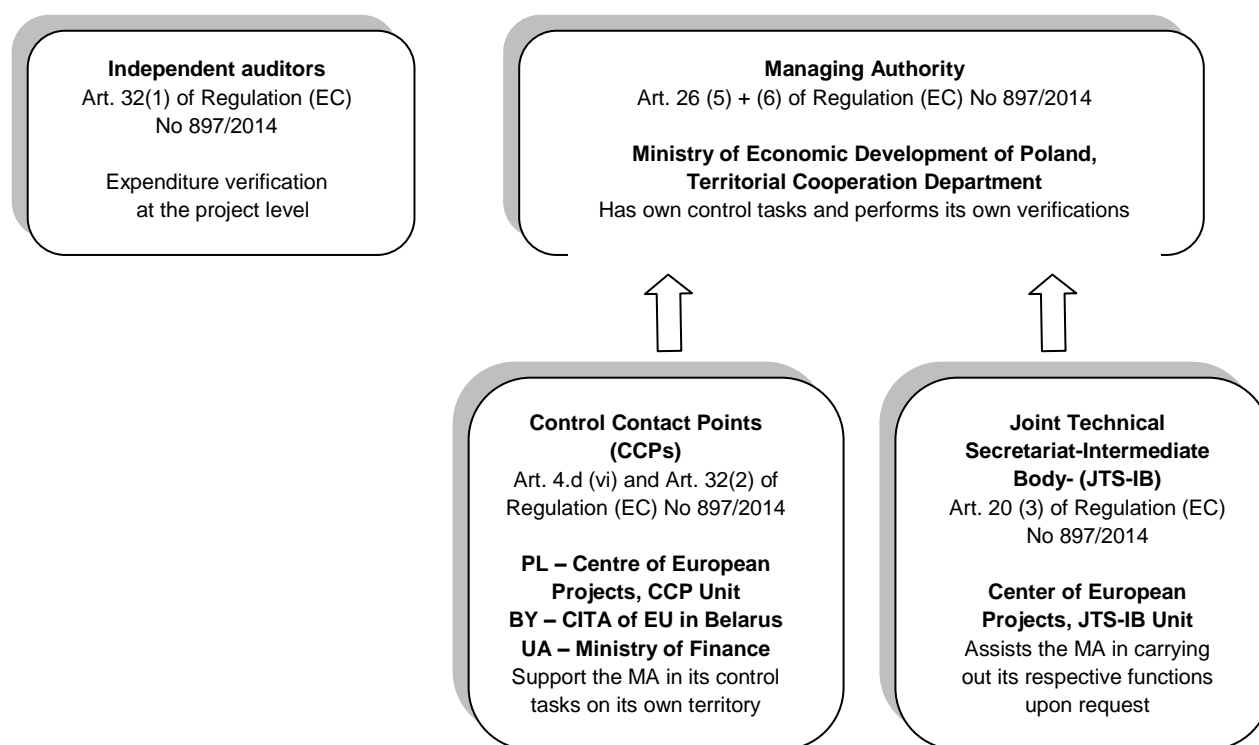 Independent auditors
Art. 32(1) of Regulation (EC)
No 897/2014
Expenditure verification
at the project level
Managing Authority
Art. 26 (5) + (6) of Regulation (EC) No 897/2014
Ministry of Economic Development of Poland,
Territorial Cooperation Department
Has own control tasks and performs its own verifications
Control Contact Points
(CCPs)
Art. 4.d (vi) and Art. 32(2) of
Regulation (EC) No 897/2014
PL – Centre of European
Projects, CCP Unit
BY – CITA of EU in Belarus
UA – Ministry of Finance
Support the MA in its control
tasks on its own territory
Joint Technical
Secretariat-Intermediate
Body- (JTS-IB)
Art. 20 (3) of Regulation (EC)
No 897/2014
Center of European
Projects, JTS-IB Unit
Assists the MA in carrying
out its respective functions
upon request